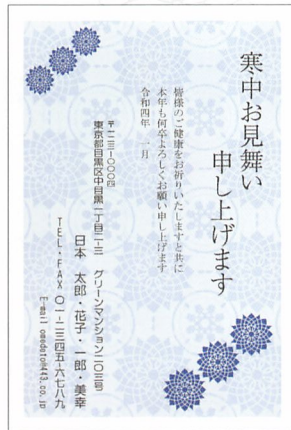 寒中お見舞い
申し上げます
皆様のご健康をお祈りいたしますと共に
本年も何卒よろしくお願い申し上げます
令和四年　一月
〒一二三-〇〇〇四
東京都目黒区中目黒一丁目二-三　グリーンマンション二〇三号
日本　太郎・花子・一郎・美幸
TEL・FAX　〇一-二三四五-六七八九
E-mail omedeto@443.co.jp